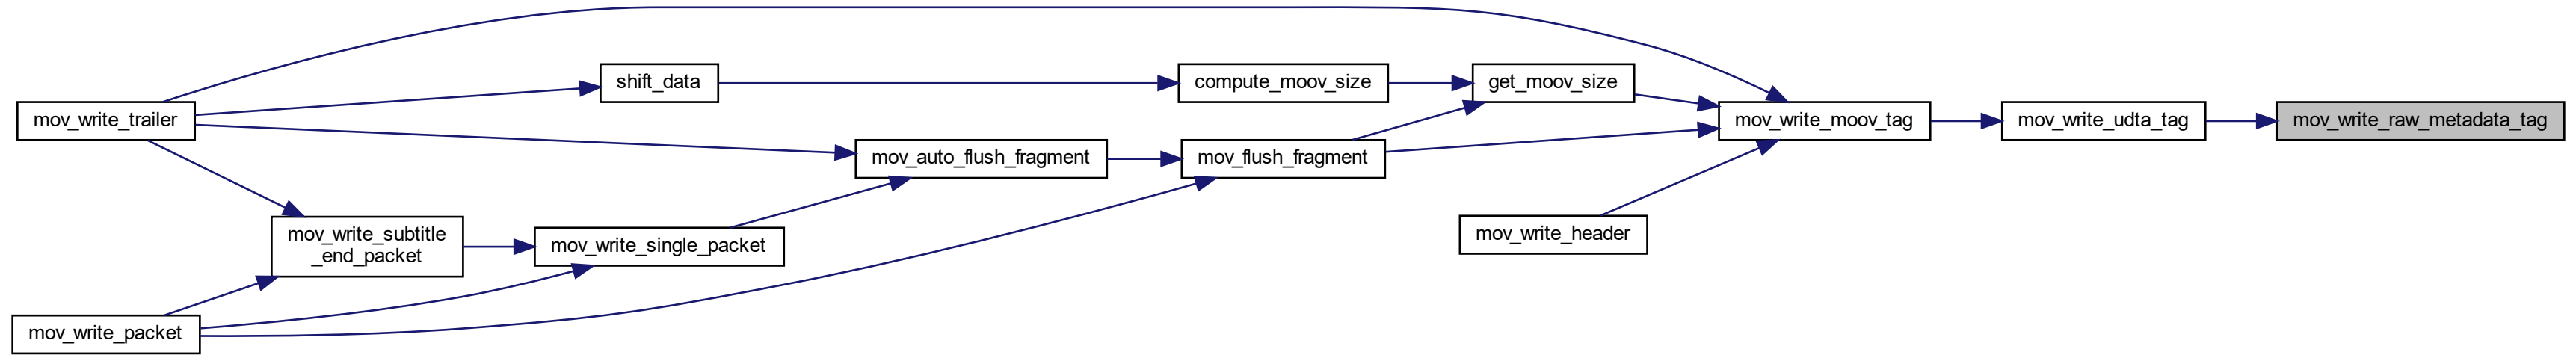 shift_data
compute_moov_size
get_moov_size
mov_write_trailer
mov_write_moov_tag
mov_write_udta_tag
mov_write_raw_metadata_tag
mov_auto_flush_fragment
mov_flush_fragment
mov_write_subtitle
_end_packet
mov_write_single_packet
mov_write_header
mov_write_packet